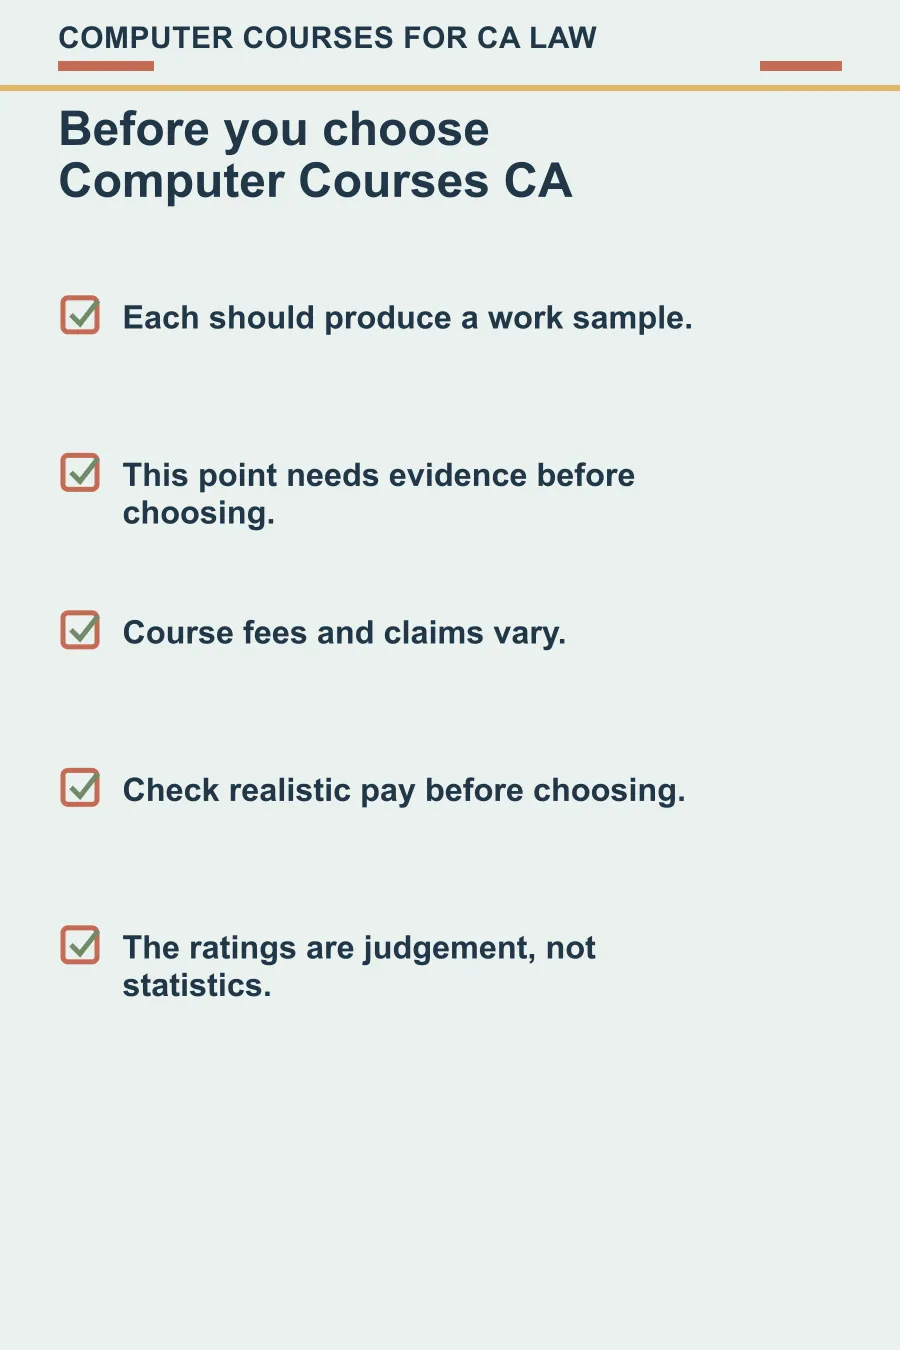 COMPUTER COURSES FOR CA LAW
Before you choose
Computer Courses CA
Each should produce a work sample.
This point needs evidence before
choosing.
Course fees and claims vary.
Check realistic pay before choosing.
The ratings are judgement, not
statistics.